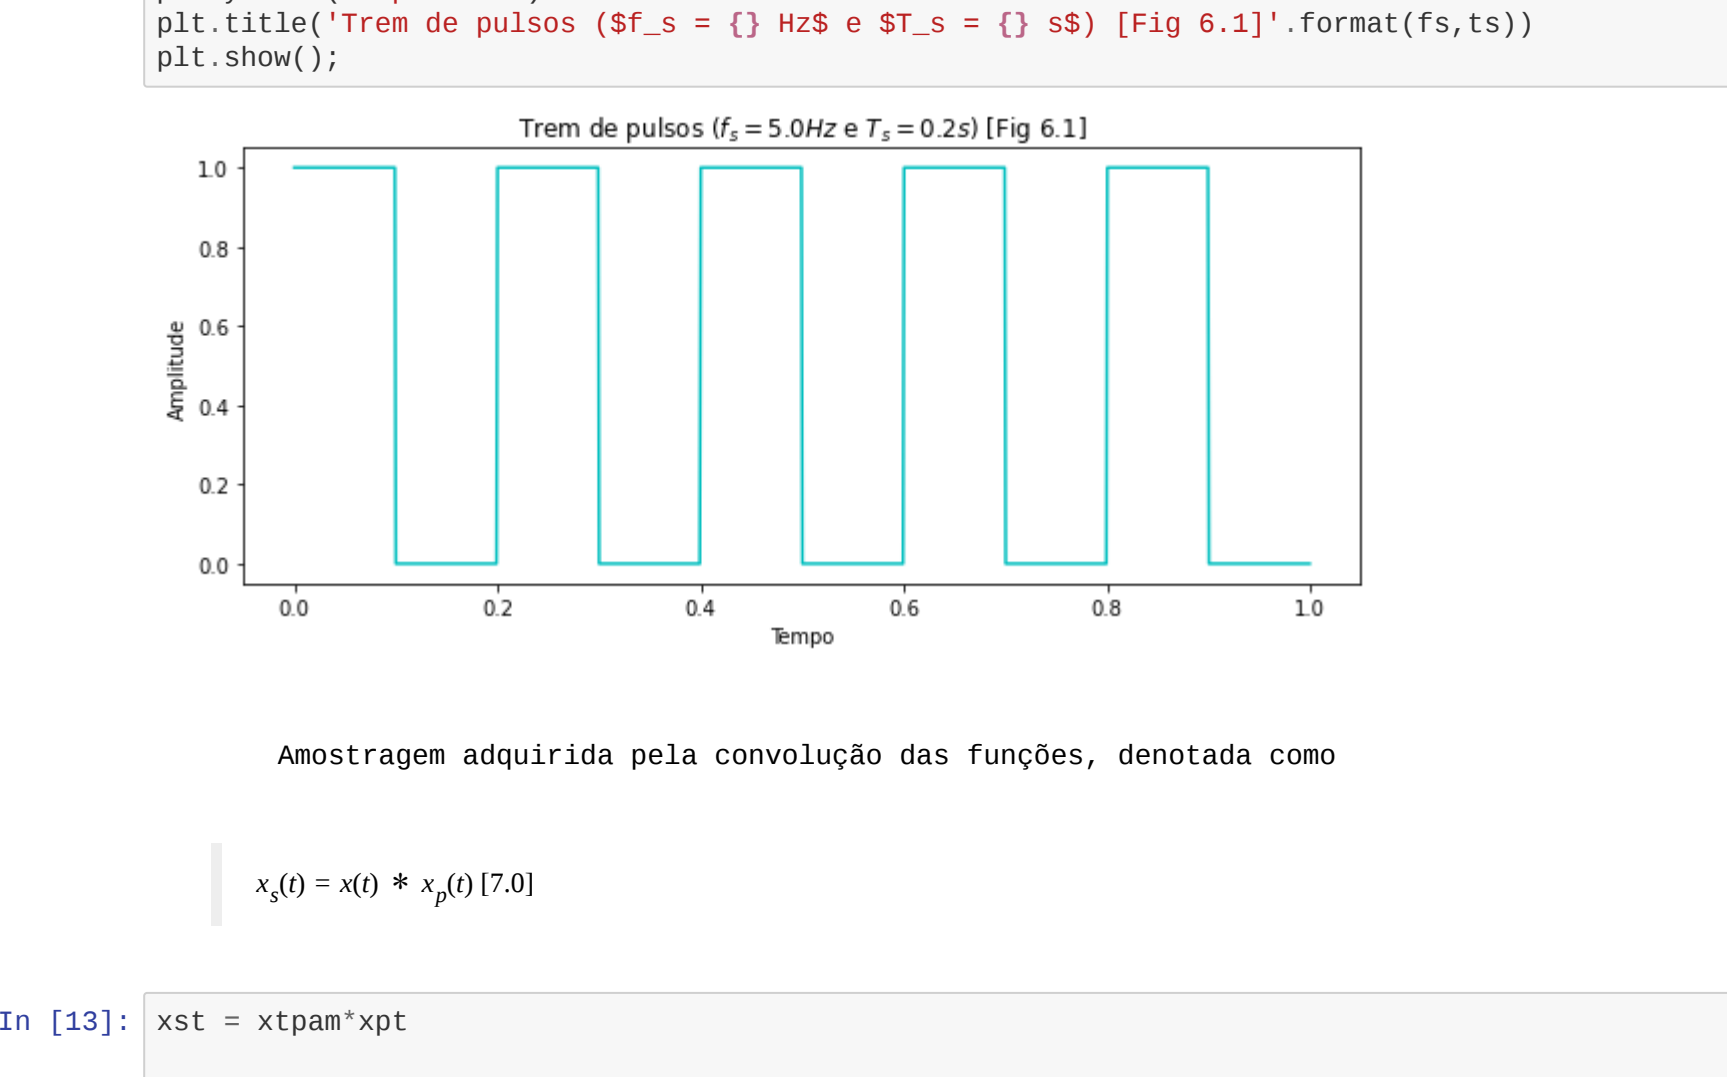 plt.title('Trem de pulsos ($f_s = {} Hz$ e $T_s = {} s$) [Fig 6.1]'.format(fs,ts))
plt.show();
Trem de pulsos (f_s = 5.0Hz e T_s = 0.2s) [Fig 6.1]
1.0
0.8
0.6
0.4
0.2
0.0
Amplitude
0.0 0.2 0.4 0.6 0.8 1.0
Tempo
Amostragem adquirida pela convolução das funções, denotada como
x_s(t) = x(t) * x_p(t) [7.0]
In [13]: xst = xtpam*xpt